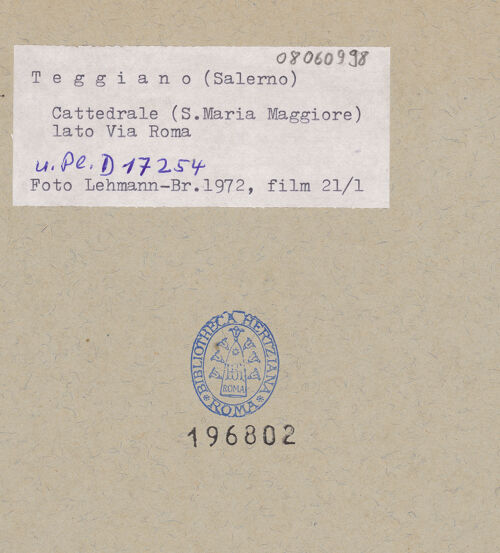 08060998
Teggiano (Salerno)
Cattedrale (S.Maria Maggiore)
lato Via Roma
u. Pl. D 17254
Foto Lehmann-Br.1972, film 21/1
BIBLIOTHECA HERTZIANA
ROMA
ROMA
196802